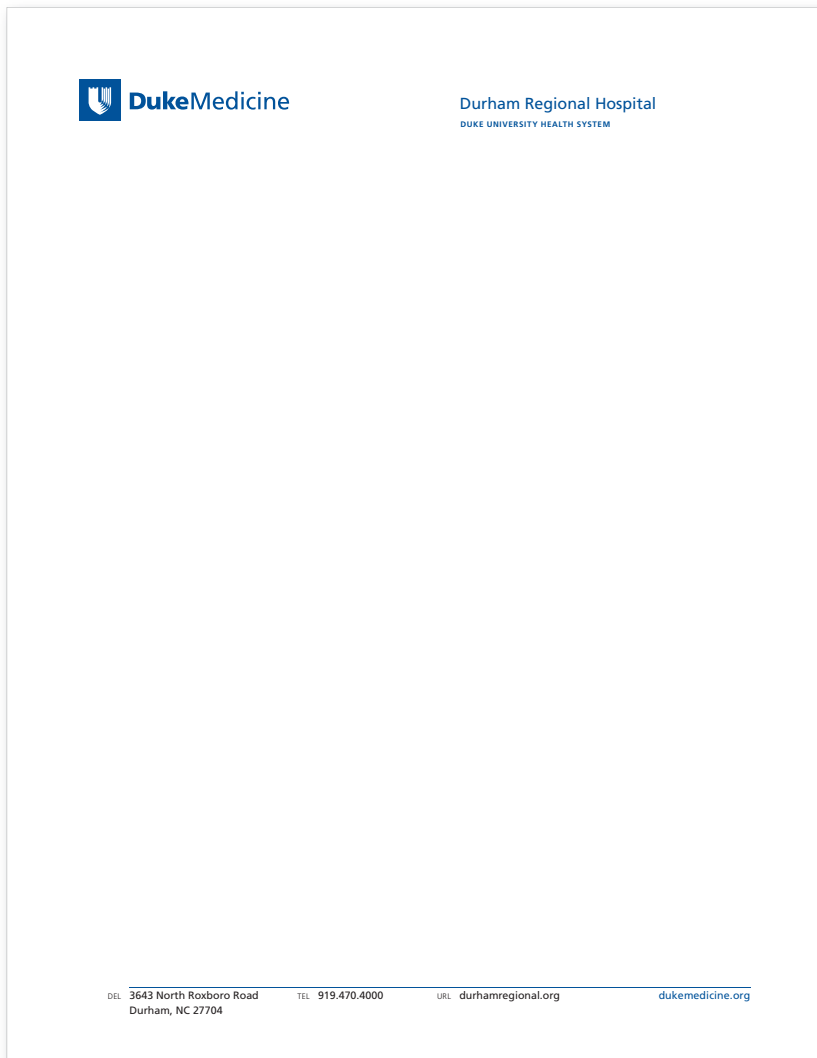 DukeMedicine
Durham Regional Hospital
DUKE UNIVERSITY HEALTH SYSTEM
DEL 3643 North Roxboro Road TEL 919.470.4000 URL durhamregional.org dukemedicine.org
Durham, NC 27704